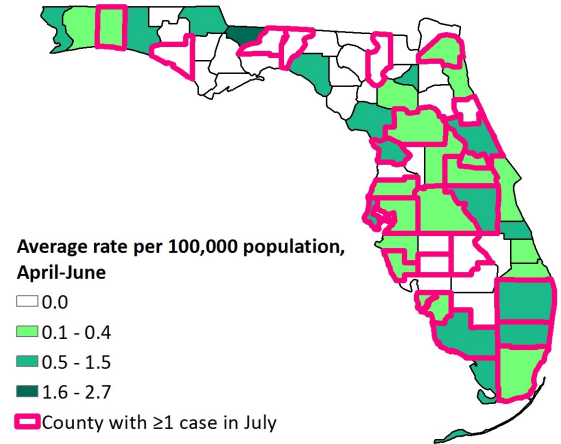 Average rate per 100,000 population,
April-June
0.0
0.1 - 0.4
0.5 - 1.5
1.6 - 2.7
County with ≥1 case in July